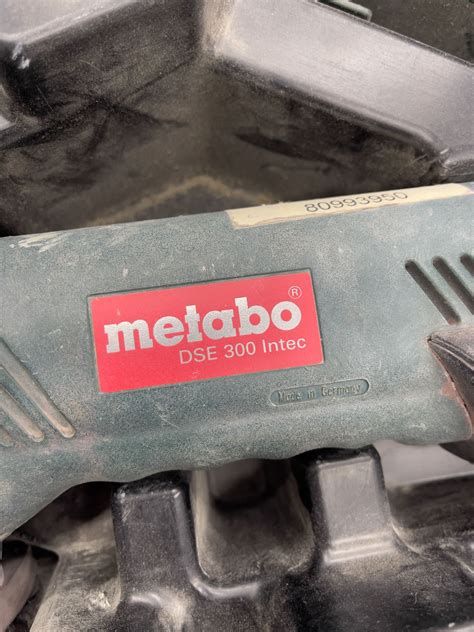 80993950
metabo®
DSE 300 Intec
Made in Germany